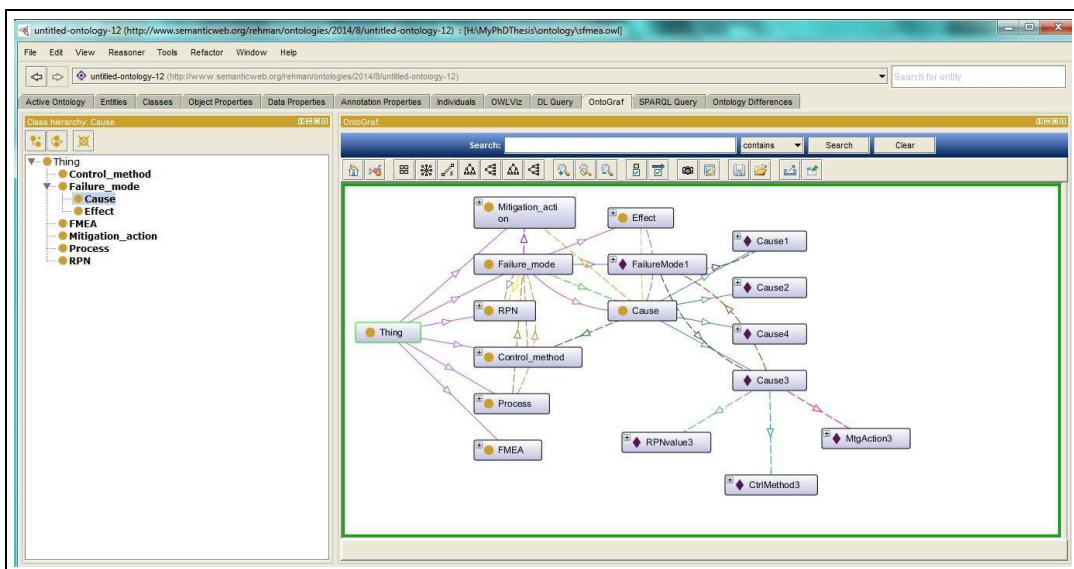 untitled-ontology-12 (http://www.semanticweb.org/rehman/ontologies/2014/8/untitled-ontology-12) : [H:\MyPhDThesis\ontology\sfmea.owl]
File Edit View Reasoner Tools Refactor Window Help
untitled-ontology-12 (http://www.semanticweb.org/rehman/ontologies/2014/8/untitled-ontology-12)
Search for entity
Active Ontology Entities Classes Object Properties Data Properties Annotation Properties Individuals OWLViz DL Query OntoGraf SPARQL Query Ontology Differences
Class hierarchy: Cause
Thing
Control_method
Failure_mode
Cause
Effect
FMEA
Mitigation_action
Process
RPN
OntoGraf
Search: contains Search Clear
Mitigation_acti
on
Effect
Cause1
Failure_mode
FailureMode1
Cause2
RPN
Cause
Thing
Cause4
Control_method
Cause3
Process
RPNvalue3
MtgAction3
FMEA
CtrlMethod3